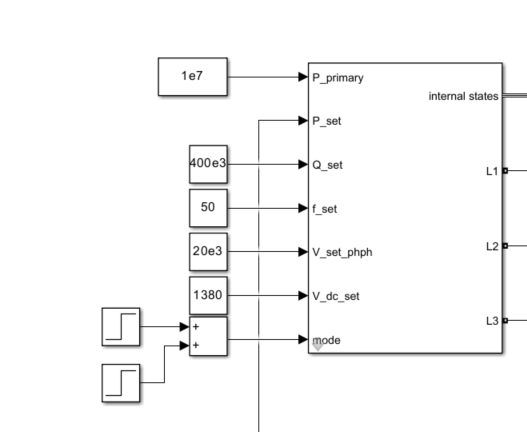 1e7
P_primary
internal states
P_set
400e3
Q_set
L1
50
f_set
20e3
V_set_phph
L2
1380
V_dc_set
L3
+
+
mode